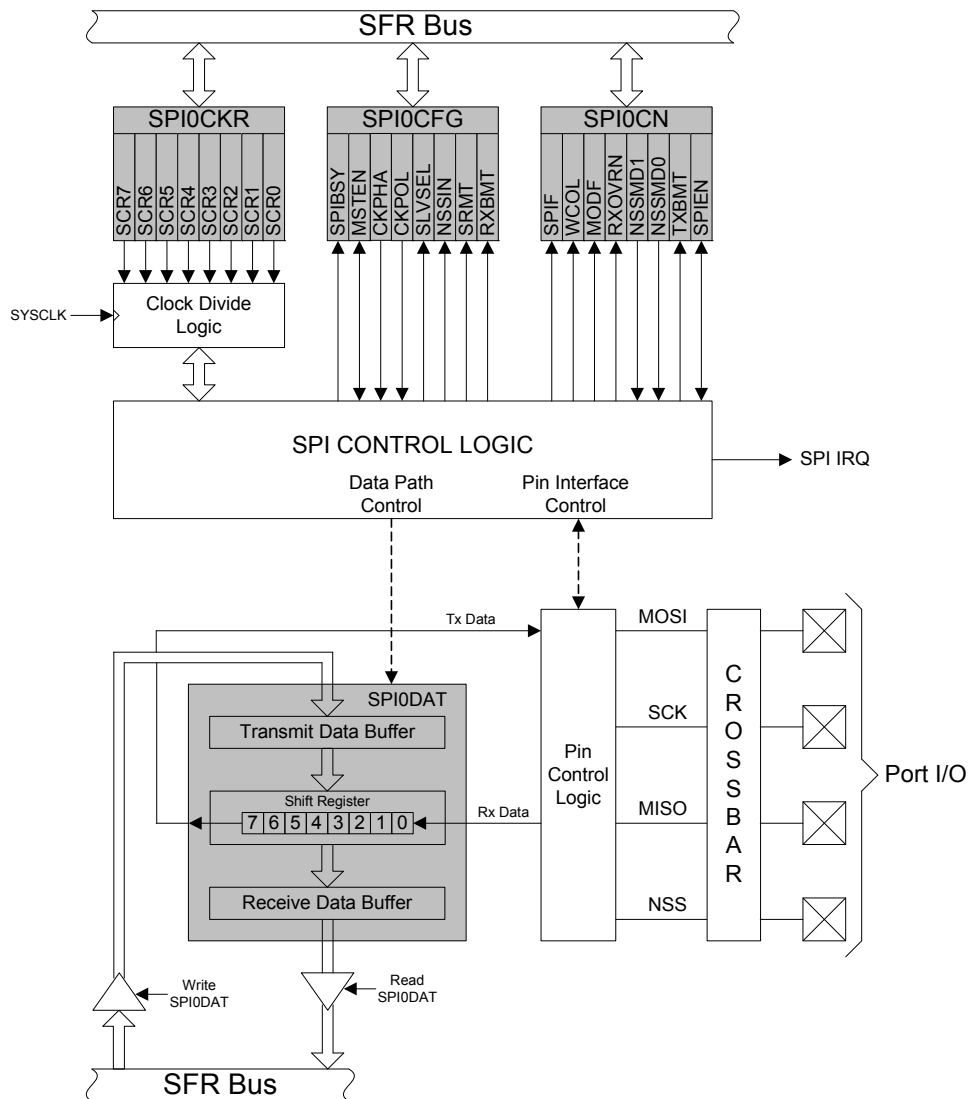 SFR Bus
SPI0CKR
SCR7
SCR6
SCR5
SCR4
SCR3
SCR2
SCR1
SCR0
SPI0CFG
SPIBSY
MSTEN
CKPHA
CKPOL
SLVSEL
NSSIN
SRMT
RXBMT
SPI0CN
SPIF
WCOL
MODF
RXOVRN
NSSMD1
NSSMD0
TXBMT
SPIEN
SYSCLK
Clock Divide
Logic
SPI CONTROL LOGIC
Data Path
Control
Pin Interface
Control
SPI IRQ
Tx Data
SPI0DAT
Transmit Data Buffer
Shift Register
7 6 5 4 3 2 1 0
Rx Data
Receive Data Buffer
Pin
Control
Logic
MOSI
SCK
MISO
NSS
CROSSBAR
Port I/O
Write
SPI0DAT
Read
SPI0DAT
SFR Bus